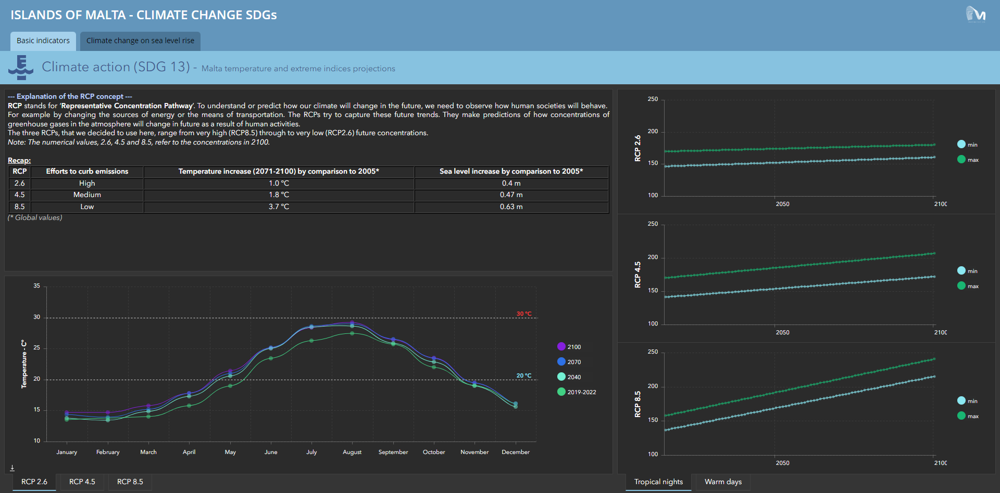 ISLANDS OF MALTA - CLIMATE CHANGE SDGs
Basic indicators
Climate change on sea level rise
Climate action (SDG 13) - Malta temperature and extreme indices projections
--- Explanation of the RCP concept ---
RCP stands for 'Representative Concentration Pathway'. To understand or predict how our climate will change in the future, we need to observe how human societies will behave.
For example by changing the sources of energy or the means of transportation. The RCPs try to capture these future trends. They make predictions of how concentrations of
greenhouse gases in the atmosphere will change in future as a result of human activities.
The three RCPs, that we decided to use here, range from very high (RCP8.5) through to very low (RCP2.6) future concentrations.
Note: The numerical values, 2.6, 4.5 and 8.5, refer to the concentrations in 2100.
Recap:
RCP Efforts to curb emissions Temperature increase (2071-2100) by comparison to 2005* Sea level increase by comparison to 2005*
2.6 High 1.0 °C 0.4 m
4.5 Medium 1.8 °C 0.47 m
8.5 Low 3.7 °C 0.63 m
(* Global values)
35
30
25
20
15
10
Temperature - C°
30 °C
20 °C
January February March April May June July August September October November December
2100
2070
2040
2019-2022
RCP 2.6
RCP 4.5
RCP 8.5
250
200
150
100
RCP 2.6
2050 2100
min
max
250
200
150
100
RCP 4.5
2050 2100
min
max
250
200
150
100
RCP 8.5
2050 2100
min
max
Tropical nights
Warm days